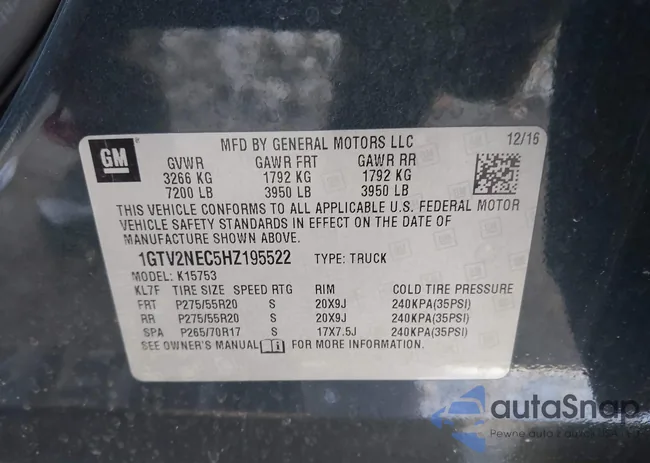 GM
MFD BY GENERAL MOTORS LLC 12/16
GVWR GAWR FRT GAWR RR
3266 KG 1792 KG 1792 KG
7200 LB 3950 LB 3950 LB
THIS VEHICLE CONFORMS TO ALL APPLICABLE U.S. FEDERAL MOTOR
VEHICLE SAFETY STANDARDS IN EFFECT ON THE DATE OF
MANUFACTURE SHOWN ABOVE.
1GTV2NEC5HZ195522 TYPE: TRUCK
MODEL: K15753
KL7F TIRE SIZE SPEED RTG RIM COLD TIRE PRESSURE
FRT P275/55R20 S 20X9J 240KPA(35PSI)
RR P275/55R20 S 20X9J 240KPA(35PSI)
SPA P265/70R17 S 17X7.5J 240KPA(35PSI)
SEE OWNER'S MANUAL FOR MORE INFORMATION.
autaSnap
Pewne auto z aukcji w USA